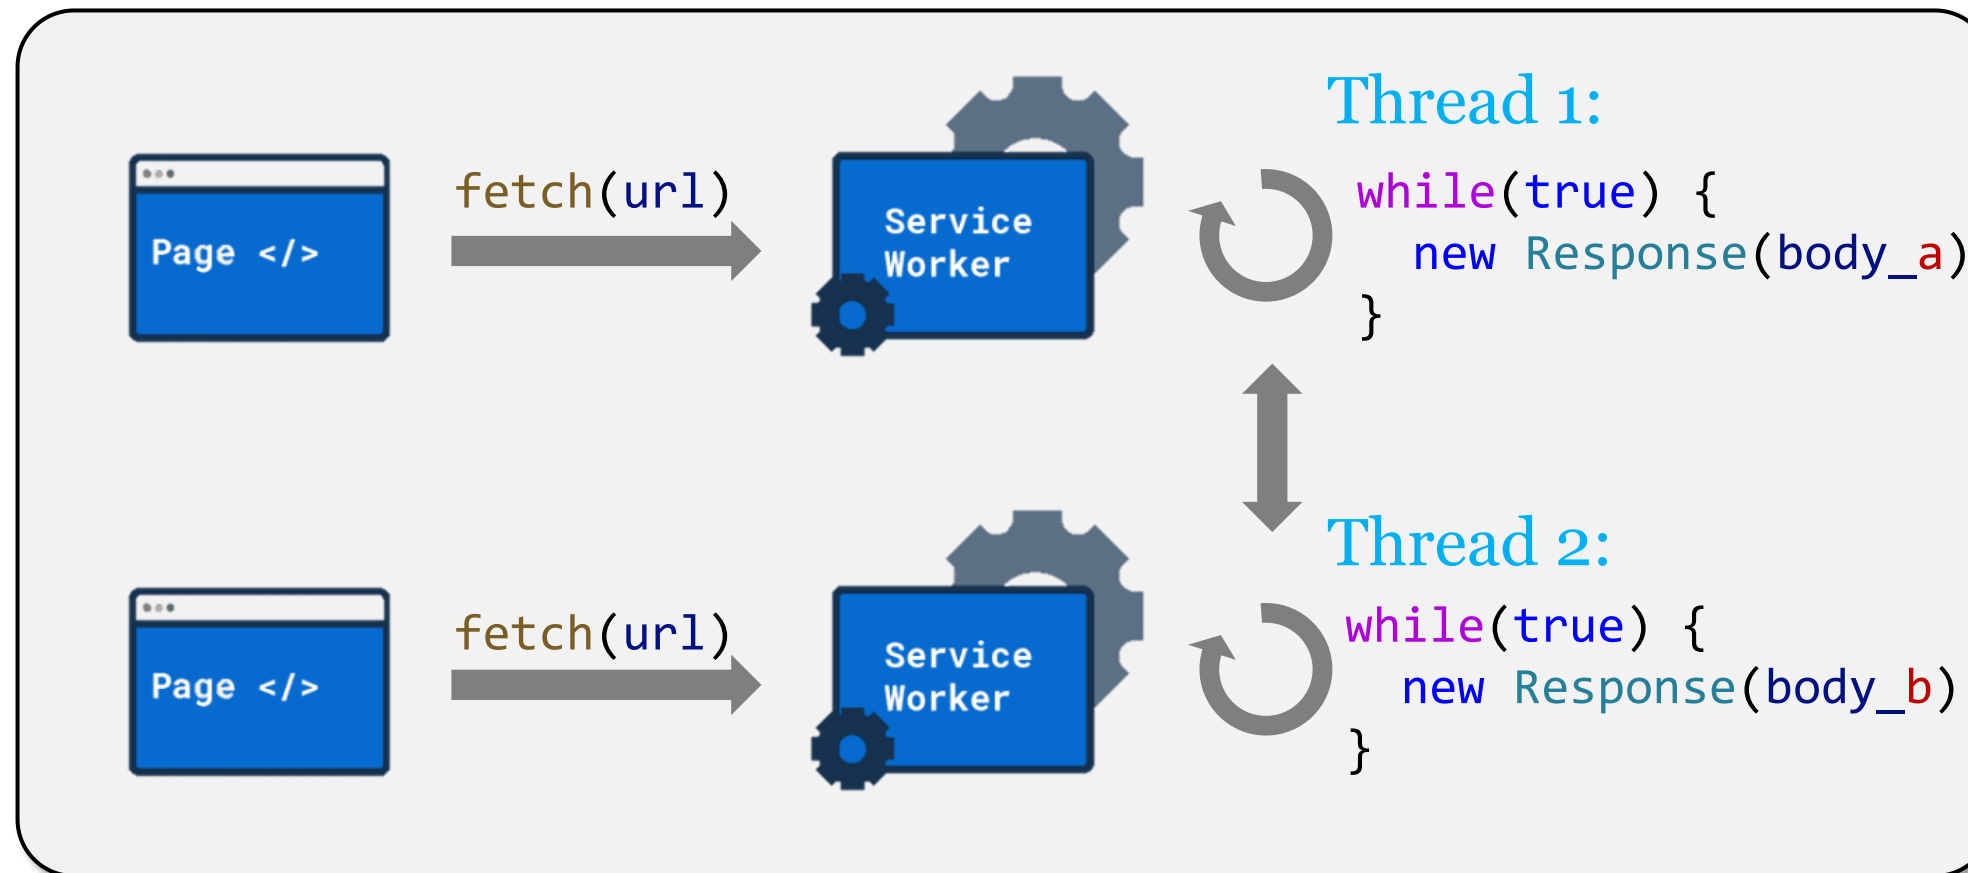 Page </>
fetch(url)
Service
Worker
Thread 1:
while(true) {
new Response(body_a)
}
Page </>
fetch(url)
Service
Worker
Thread 2:
while(true) {
new Response(body_b)
}